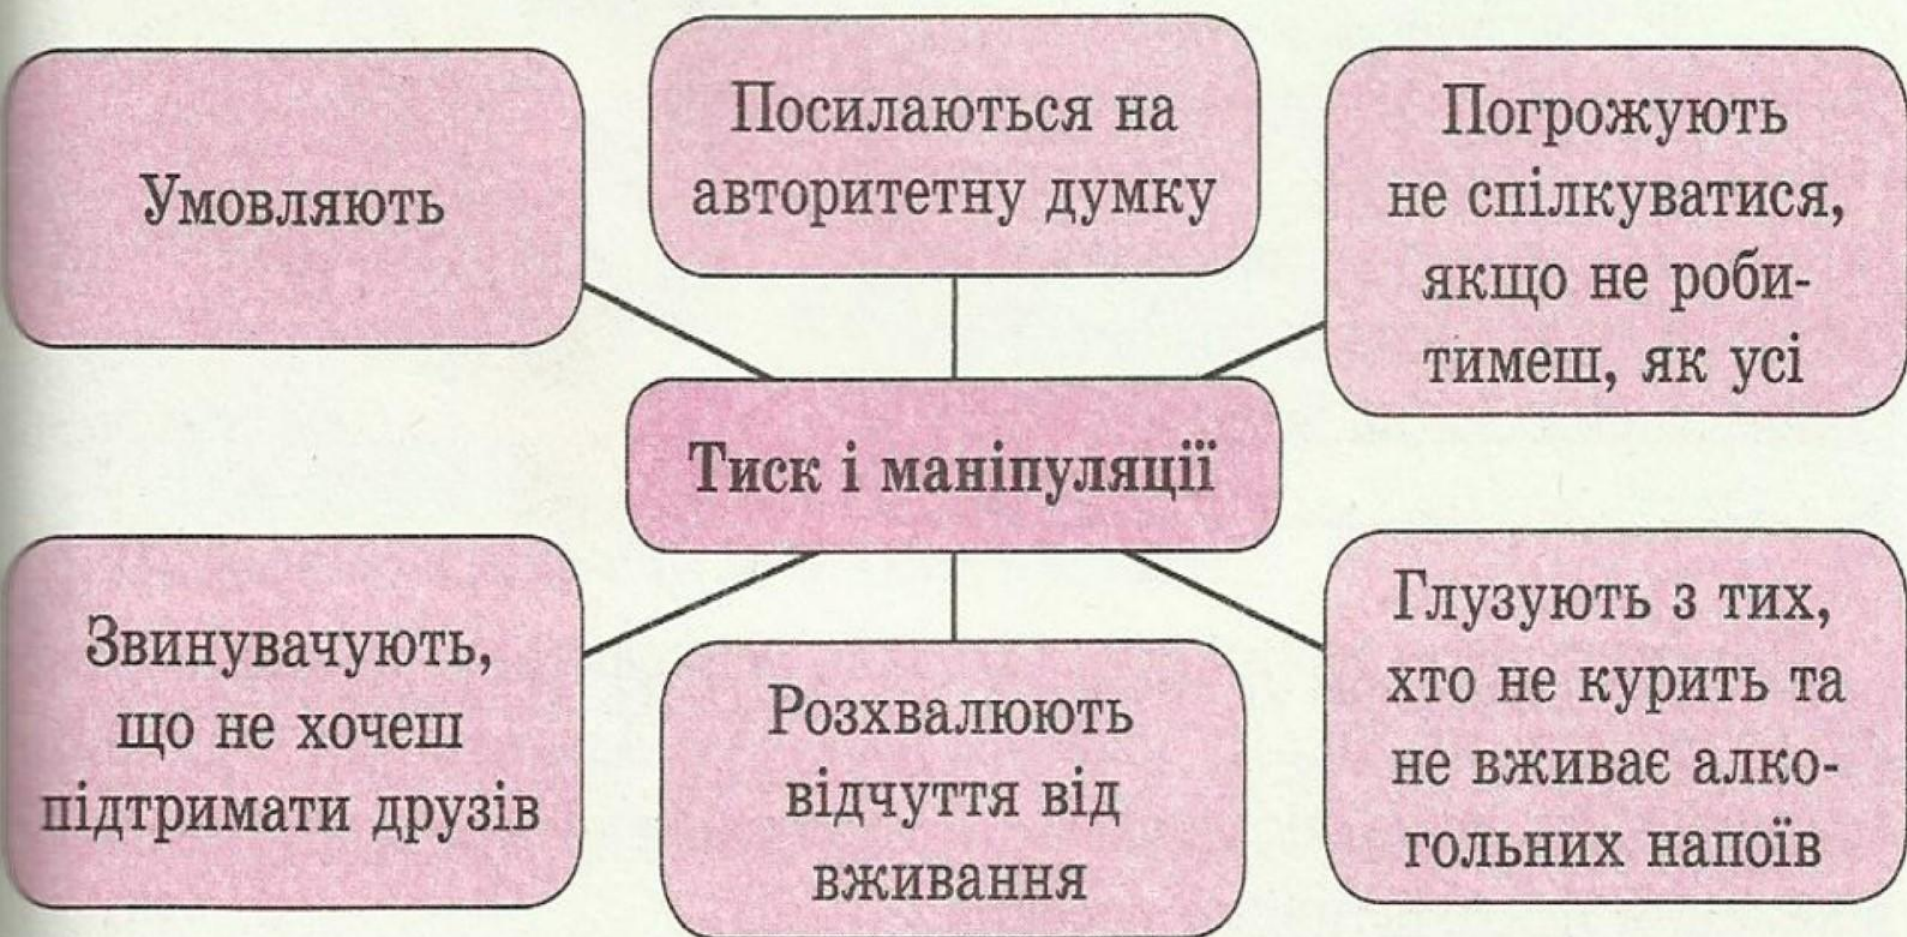 Умовляють
Посилаються на
авторитетну думку
Погрожують
не спілкуватися,
якщо не роби-
тимеш, як усі
Тиск і маніпуляції
Звинувачують,
що не хочеш
підтримати друзів
Розхвалюють
відчуття від
вживання
Глузують з тих,
хто не курить та
не вживає алко-
гольних напоїв